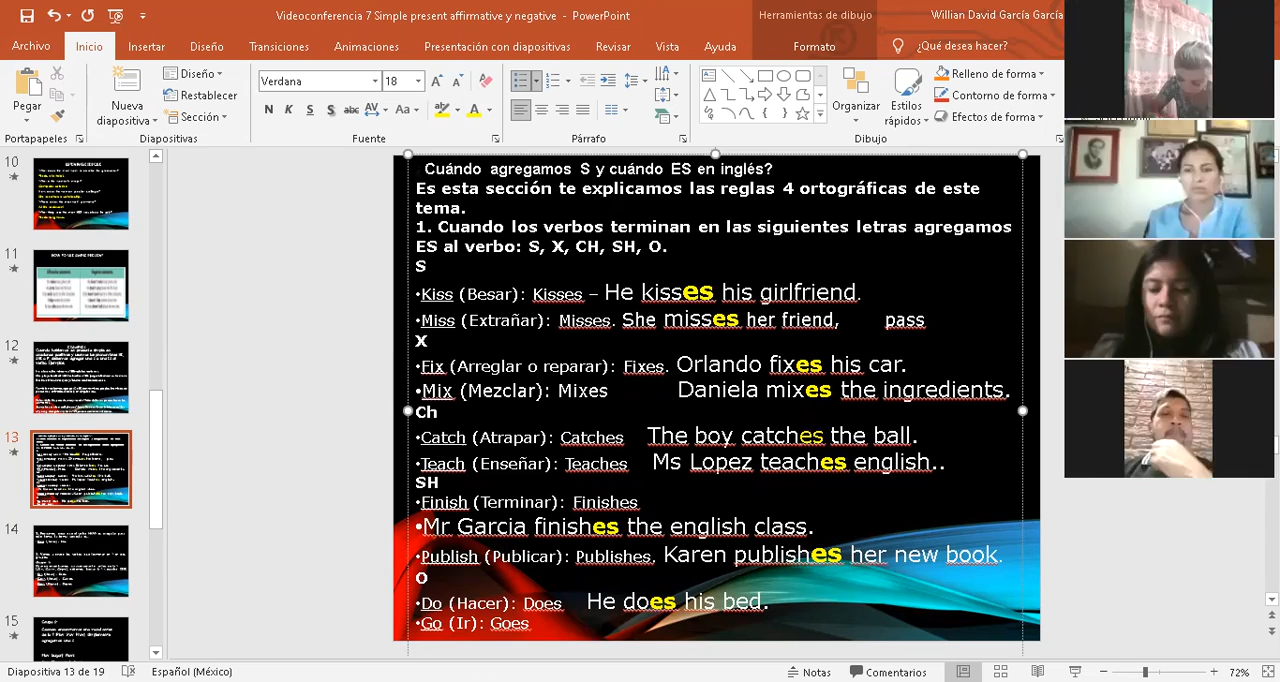 Videoconferencia 7 Simple present affirmative y negative - PowerPoint
Herramientas de dibujo
Willian David García García
Archivo
Inicio
Insertar
Diseño
Transiciones
Animaciones
Presentación con diapositivas
Revisar
Vista
Ayuda
Formato
¿Qué desea hacer?
Pegar
Nueva
diapositiva
Diseño
Restablecer
Sección
Verdana
18
N K S S abc AV Aa A
Organizar
Estilos
rápidos
Relleno de forma
Contorno de forma
Efectos de forma
Portapapeles
Diapositivas
Fuente
Párrafo
Dibujo
10
11
12
13
14
15
Cuándo agregamos S y cuándo ES en inglés?
Es esta sección te explicamos las reglas 4 ortográficas de este
tema.
1. Cuando los verbos terminan en las siguientes letras agregamos
ES al verbo: S, X, CH, SH, O.
S
•Kiss (Besar): Kisses – He kisses his girlfriend.
•Miss (Extrañar): Misses. She misses her friend, pass
X
•Fix (Arreglar o reparar): Fixes. Orlando fixes his car.
•Mix (Mezclar): Mixes Daniela mixes the ingredients.
Ch
•Catch (Atrapar): Catches The boy catches the ball.
•Teach (Enseñar): Teaches Ms Lopez teaches english..
SH
•Finish (Terminar): Finishes
•Mr Garcia finishes the english class.
•Publish (Publicar): Publishes. Karen publishes her new book.
O
•Do (Hacer): Does He does his bed.
•Go (Ir): Goes
Diapositiva 13 de 19
Español (México)
Notas
Comentarios
72%